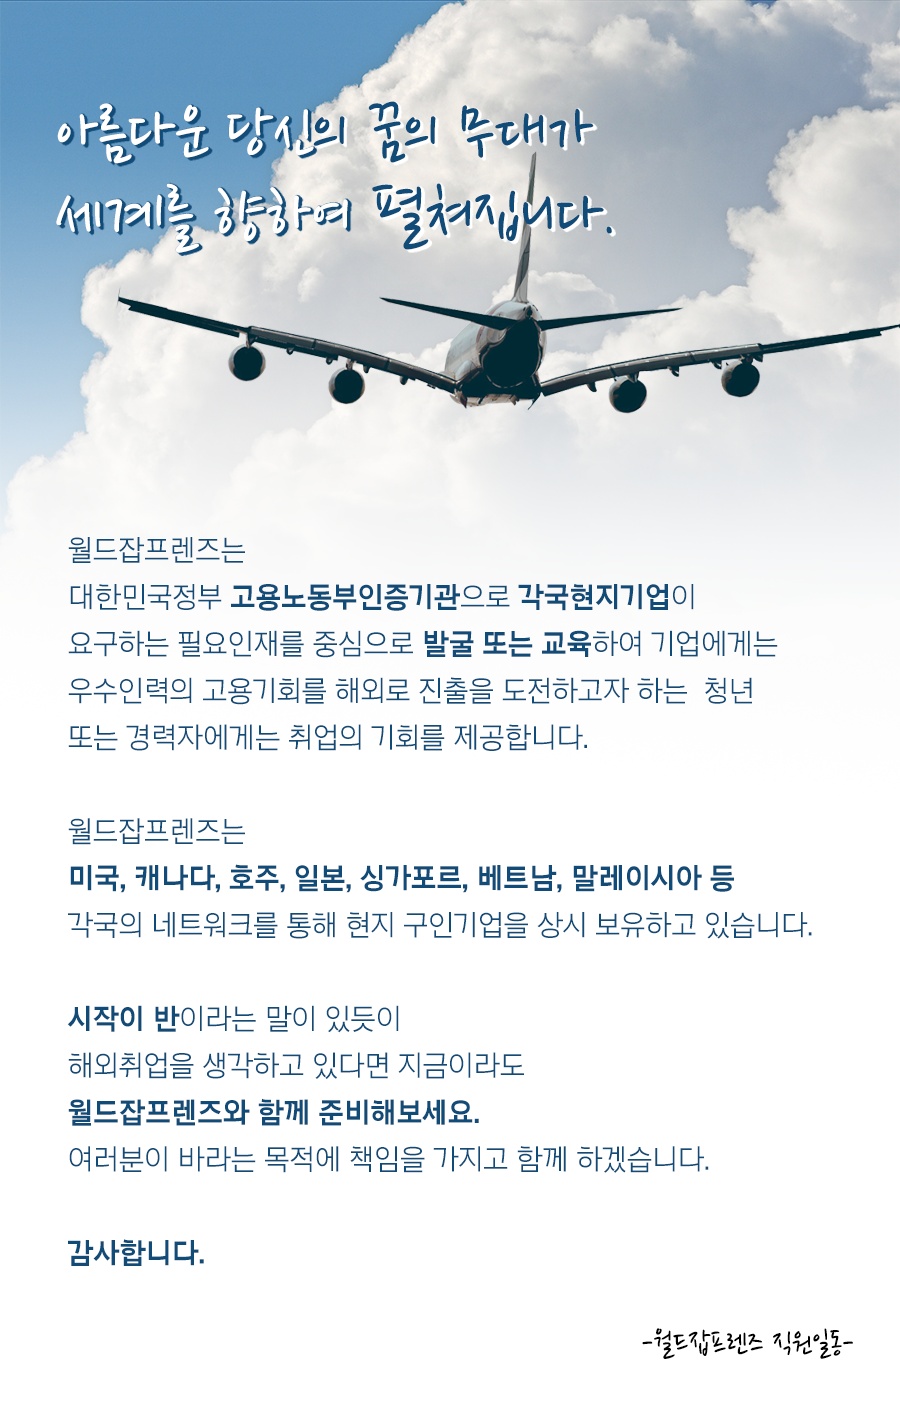 아름다운 당신의 꿈의 무대가
세계를 향하여 펼쳐집니다.
월드잡프렌즈는
대한민국정부 고용노동부인증기관으로 각국현지기업이
요구하는 필요인재를 중심으로 발굴 또는 교육하여 기업에게는
우수인력의 고용기회를 해외로 진출을 도전하고자 하는 청년
또는 경력자에게는 취업의 기회를 제공합니다.
월드잡프렌즈는
미국, 캐나다, 호주, 일본, 싱가포르, 베트남, 말레이시아 등
각국의 네트워크를 통해 현지 구인기업을 상시 보유하고 있습니다.
시작이 반이라는 말이 있듯이
해외취업을 생각하고 있다면 지금이라도
월드잡프렌즈와 함께 준비해보세요.
여러분이 바라는 목적에 책임을 가지고 함께 하겠습니다.
감사합니다.
-월드잡프렌즈 직원일동-